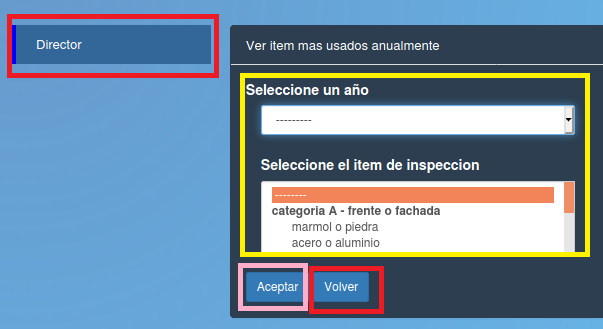 Director
Ver item mas usados anualmente
Seleccione un año
---------
Seleccione el item de inspeccion
--------
categoria A - frente o fachada
marmol o piedra
acero o aluminio
Aceptar
Volver